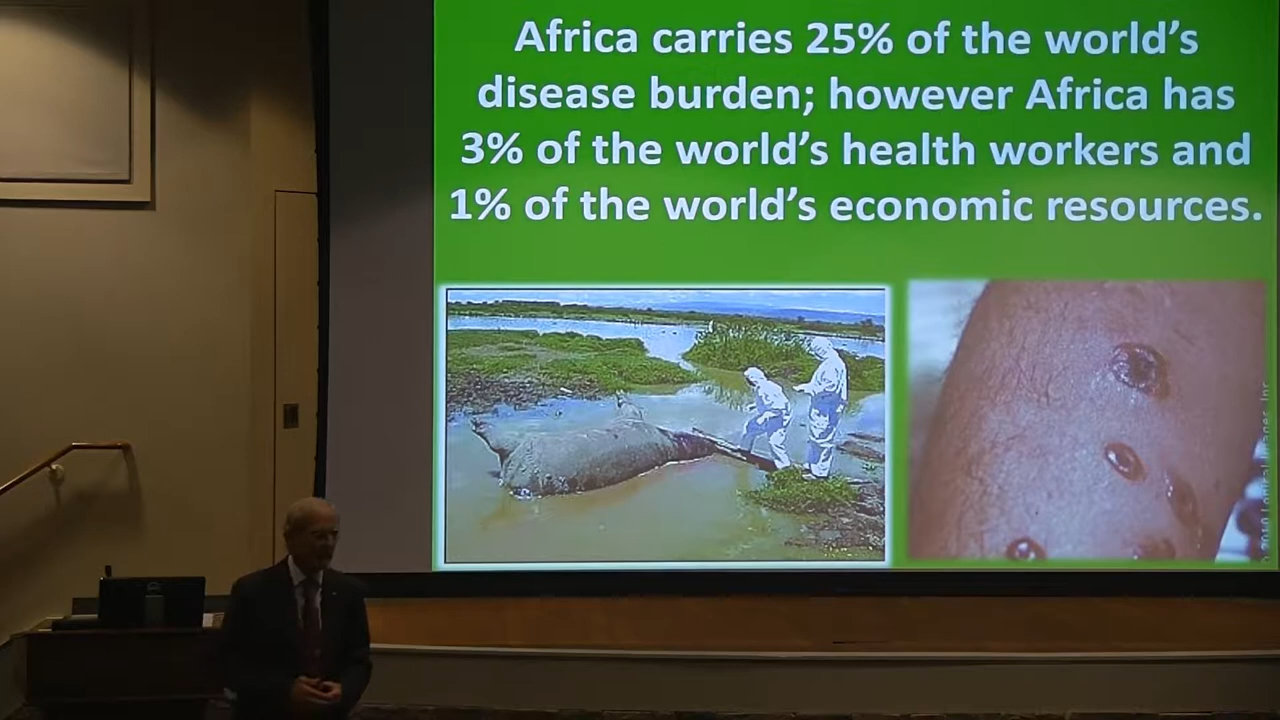 Africa carries 25% of the world's
disease burden; however Africa has
3% of the world's health workers and
1% of the world's economic resources.